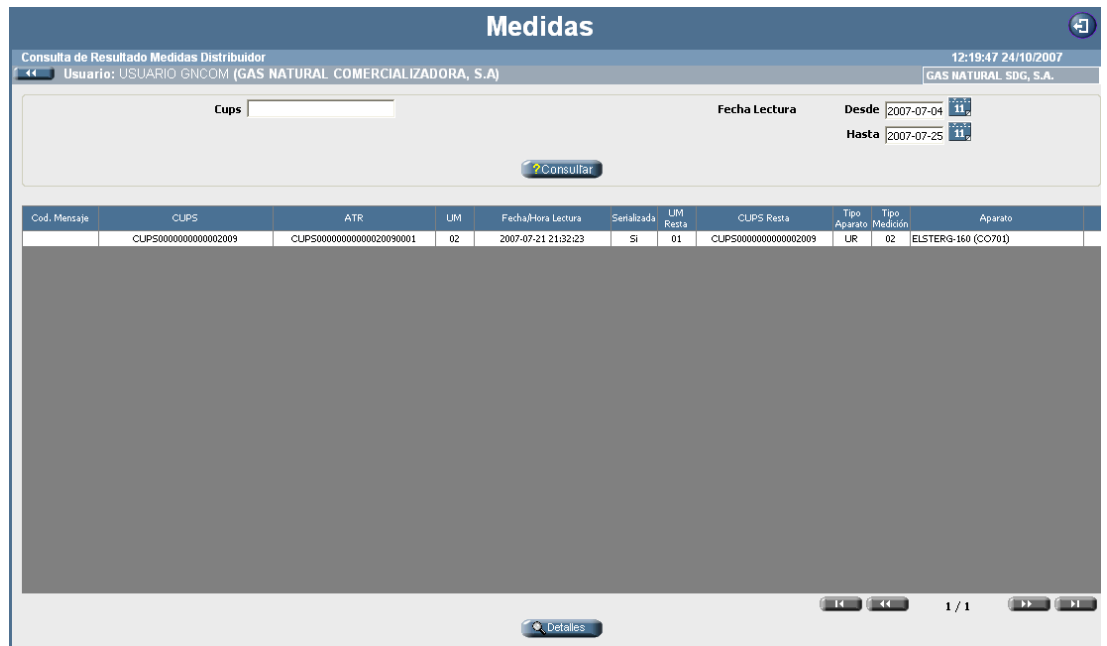 Medidas
Consulta de Resultado Medidas Distribuidor 12:19:47 24/10/2007
Usuario: USUARIO GNCOM (GAS NATURAL COMERCIALIZADORA, S.A) GAS NATURAL SDG, S.A.
Cups Fecha Lectura Desde 2007-07-04 11
Hasta 2007-07-25 11
?Consultar
Cod. Mensaje CUPS ATR UM Fecha/Hora Lectura Serializada UM Resta CUPS Resta Tipo Aparato Tipo Medición Aparato
CUPS0000000000002009 CUPS00000000000020090001 02 2007-07-21 21:32:23 Si 01 CUPS0000000000002009 UR 02 ELSTERG-160 (CO701)
1 / 1
Detalles